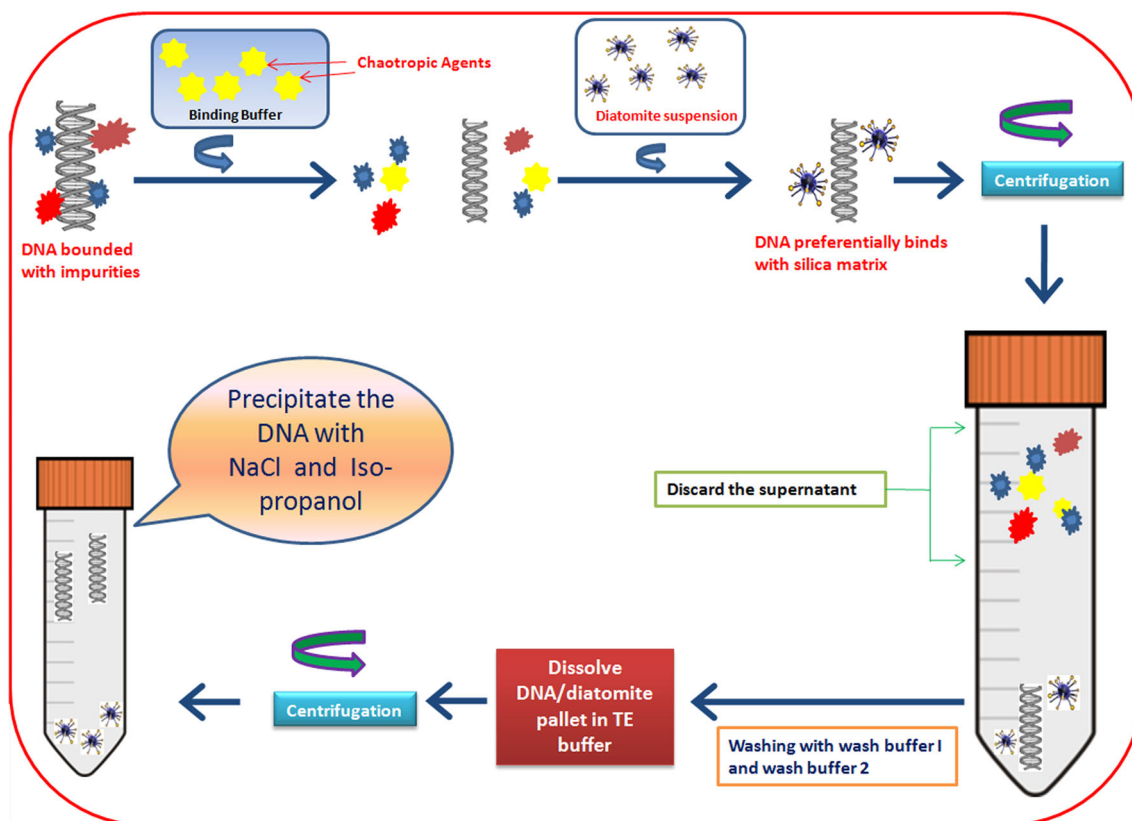 Chaotropic Agents
Binding Buffer
Diatomite suspension
DNA bounded
with impurities
DNA preferentially binds
with silica matrix
Centrifugation
Precipitate the
DNA with
NaCl and Iso-
propanol
Discard the supernatant
Centrifugation
Dissolve
DNA/diatomite
pallet in TE
buffer
Washing with wash buffer I
and wash buffer 2